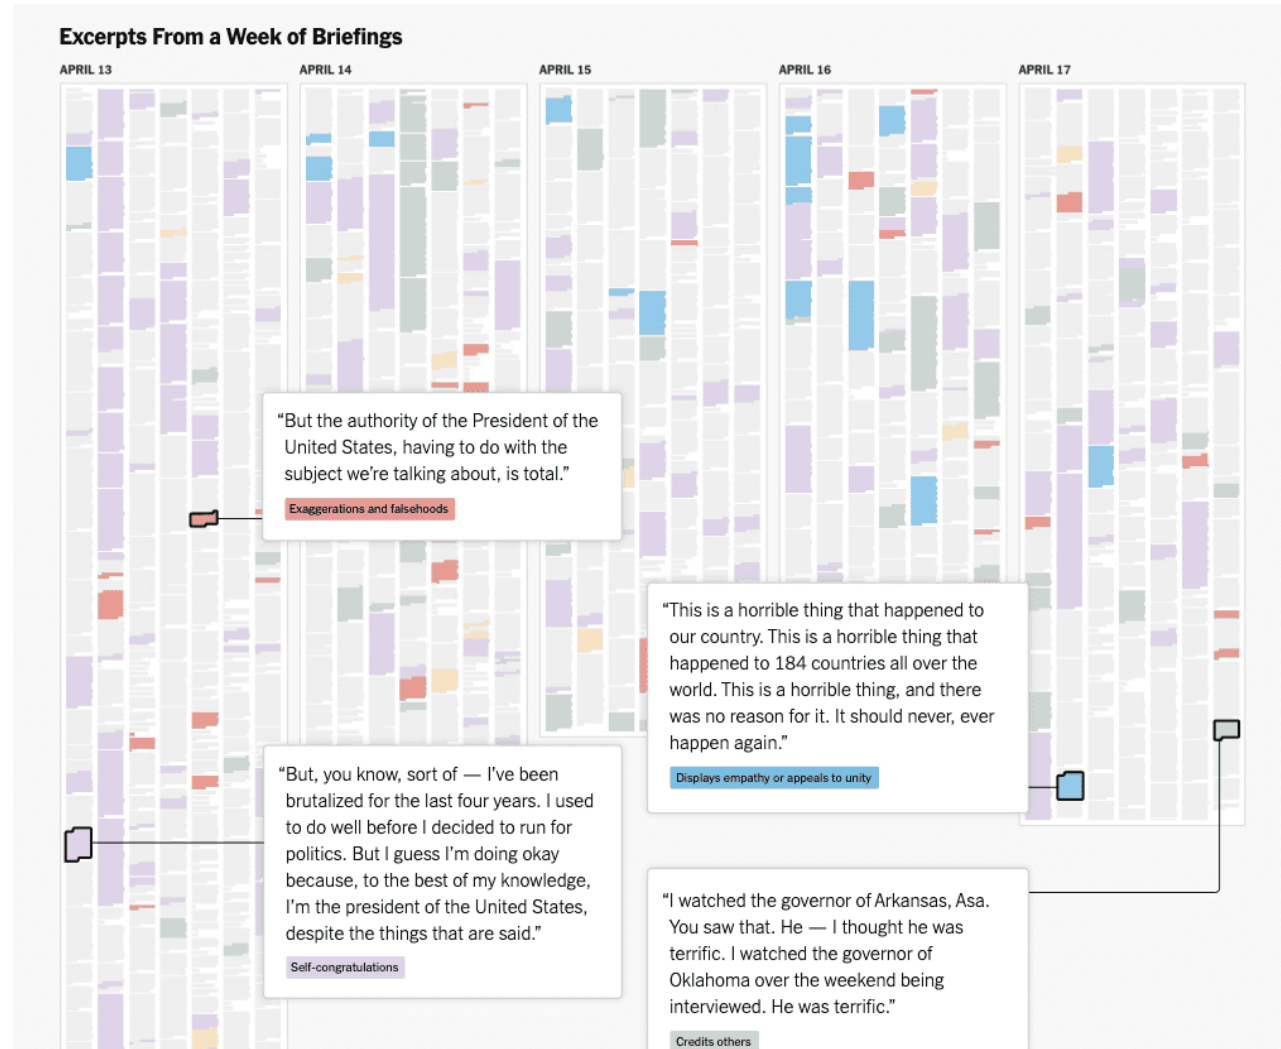 Excerpts From a Week of Briefings
APRIL 13
APRIL 14
APRIL 15
APRIL 16
APRIL 17
“But the authority of the President of the
United States, having to do with the
subject we’re talking about, is total.”
Exaggerations and falsehoods
“This is a horrible thing that happened to
our country. This is a horrible thing that
happened to 184 countries all over the
world. This is a horrible thing, and there
was no reason for it. It should never, ever
happen again.”
Displays empathy or appeals to unity
“But, you know, sort of — I’ve been
brutalized for the last four years. I used
to do well before I decided to run for
politics. But I guess I’m doing okay
because, to the best of my knowledge,
I’m the president of the United States,
despite the things that are said.”
Self-congratulations
“I watched the governor of Arkansas, Asa.
You saw that. He — I thought he was
terrific. I watched the governor of
Oklahoma over the weekend being
interviewed. He was terrific.”
Credits others